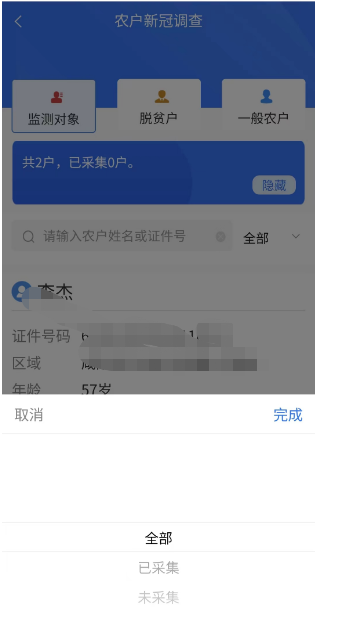 农户新冠调查
监测对象
脱贫户
一般农户
共2户，已采集0户。
隐藏
请输入农户姓名或证件号
全部
李杰
证件号码
区域
年龄 57岁
取消
完成
全部
已采集
未采集